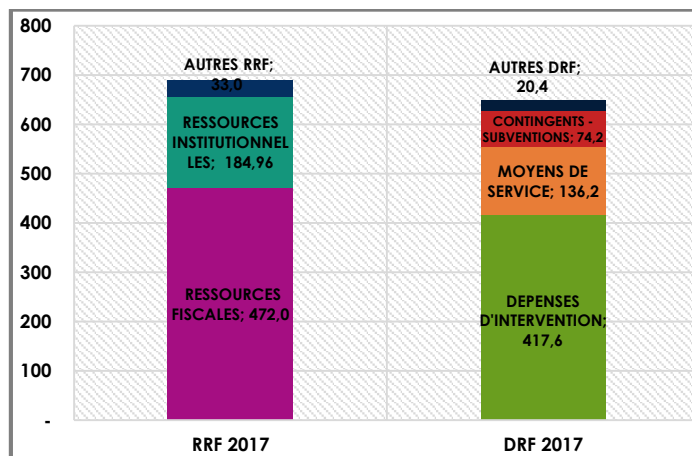 800
700
600
500
400
300
200
100
-
AUTRES RRF;
33,0
RESSOURCES
INSTITUTIONNEL
LES; 184,96
RESSOURCES
FISCALES; 472,0
AUTRES DRF;
20,4
CONTINGENTS -
SUBVENTIONS; 74,2
MOYENS DE
SERVICE; 136,2
DEPENSES
D'INTERVENTION;
417,6
RRF 2017
DRF 2017